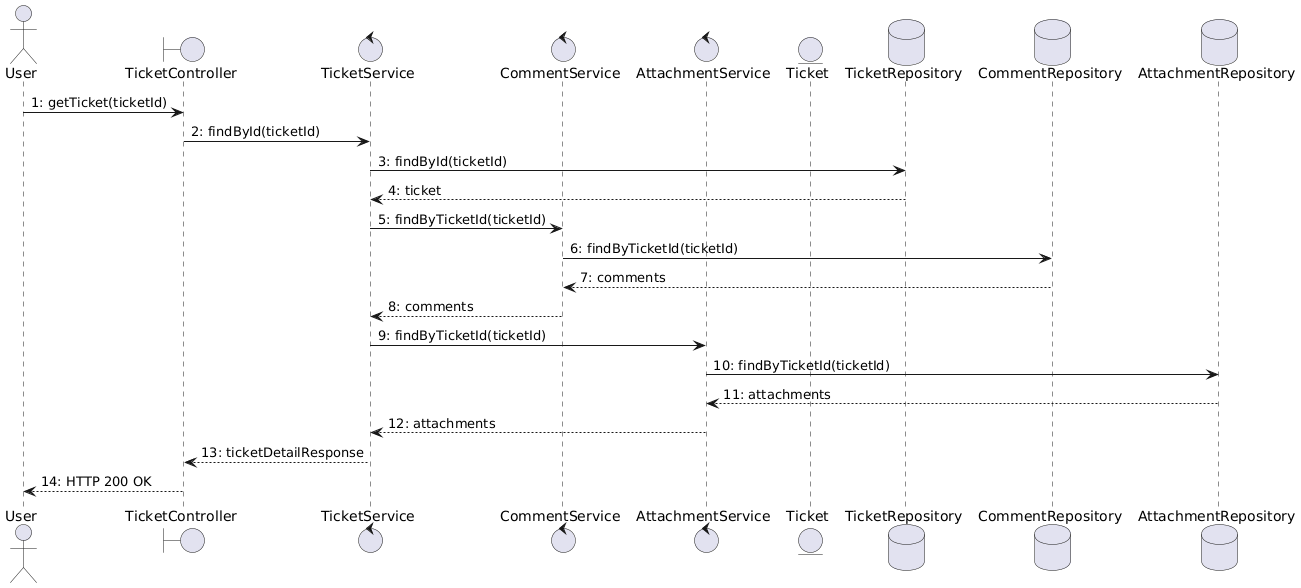 User TicketController TicketService CommentService AttachmentService Ticket TicketRepository CommentRepository AttachmentRepository
1: getTicket(ticketId)
2: findById(ticketId)
3: findById(ticketId)
4: ticket
5: findByTicketId(ticketId)
6: findByTicketId(ticketId)
7: comments
8: comments
9: findByTicketId(ticketId)
10: findByTicketId(ticketId)
11: attachments
12: attachments
13: ticketDetailResponse
14: HTTP 200 OK
User TicketController TicketService CommentService AttachmentService Ticket TicketRepository CommentRepository AttachmentRepository